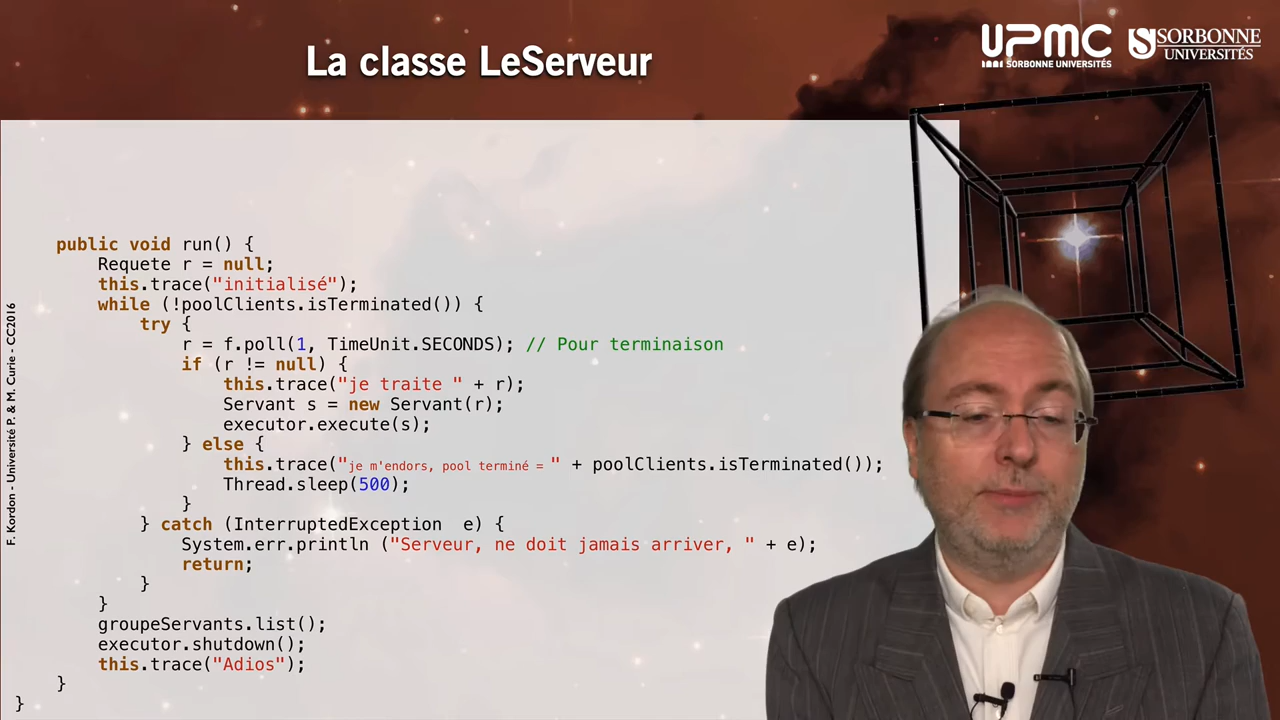 La classe LeServeur
UPMC
SORBONNE UNIVERSITÉS
SORBONNE
UNIVERSITÉS
public void run() {
Requete r = null;
this.trace("initialisé");
while (!poolClients.isTerminated()) {
try {
r = f.poll(1, TimeUnit.SECONDS); // Pour terminaison
if (r != null) {
this.trace("je traite " + r);
Servant s = new Servant(r);
executor.execute(s);
} else {
this.trace("je m'endors, pool terminé = " + poolClients.isTerminated());
Thread.sleep(500);
}
} catch (InterruptedException  e) {
System.err.println ("Serveur, ne doit jamais arriver, " + e);
return;
}
}
groupeServants.list();
executor.shutdown();
this.trace("Adios");
}
}
F. Kordon - Université P. & M. Curie - CC2016